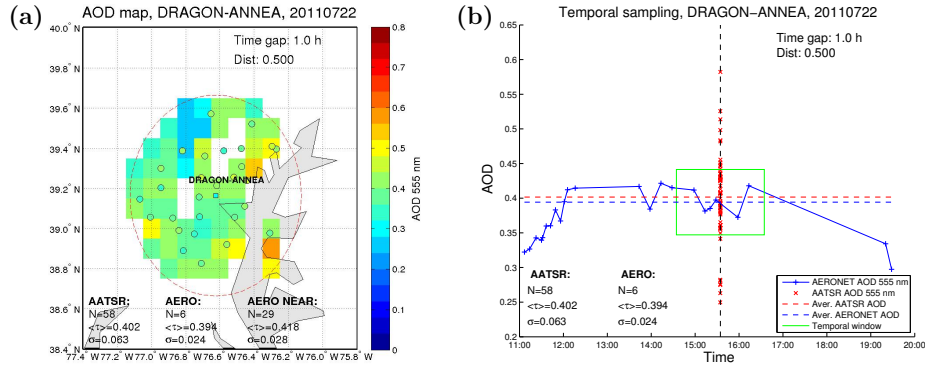 (a)
AOD map, DRAGON-ANNEA, 20110722
40.0° N
39.8° N
39.6° N
39.4° N
39.2° N
39.0° N
38.8° N
38.6° N
38.4° N
Time gap: 1.0 h
Dist: 0.500
DRAGON-ANNEA
AATSR:
N=58
<τ>=0.402
σ=0.063
AERO:
N=6
<τ>=0.394
σ=0.024
AERO NEAR:
N=29
<τ>=0.418
σ=0.028
77.4° W
77.2° W
77.0° W
76.8° W
76.6° W
76.4° W
76.2° W
76.0° W
75.8° W
0.8
0.7
0.6
0.5
0.4
0.3
0.2
0.1
0
AOD 555 nm
(b)
Temporal sampling, DRAGON−ANNEA, 20110722
AOD
0.65
0.6
0.55
0.5
0.45
0.4
0.35
0.3
0.25
0.2
Time gap: 1.0 h
Dist: 0.500
AATSR:
N=58
<τ>=0.402
σ=0.063
AERO:
N=6
<τ>=0.394
σ=0.024
AERONET AOD 555 nm
AATSR AOD 555 nm
Aver. AATSR AOD
Aver. AERONET AOD
Temporal window
11:00 12:00 13:00 14:00 15:00 16:00 17:00 18:00 19:00 20:00
Time